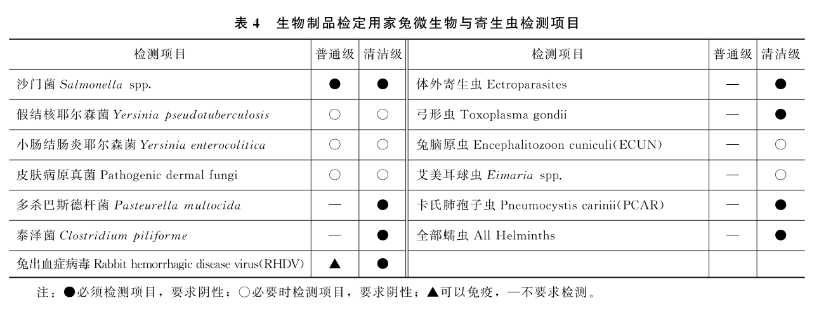 表 4 生物制品检定用家兔微生物与寄生虫检测项目
检测项目 普通级 清洁级 检测项目 普通级 清洁级
沙门菌 Salmonella spp. ● ● 体外寄生虫 Ectroparasites — ●
假结核耶尔森菌 Yersinia pseudotuberculosis ○ ○ 弓形虫 Toxoplasma gondii — ●
小肠结肠炎耶尔森菌 Yersinia enterocolitica ○ ○ 兔脑原虫 Encephalitozoon cuniculi(ECUN) — ○
皮肤病原真菌 Pathogenic dermal fungi ○ ○ 艾美耳球虫 Eimaria spp. — ○
多杀巴斯德杆菌 Pasteurella multocida — ● 卡氏肺孢子虫 Pneumocystis carinii(PCAR) — ●
泰泽菌 Clostridium piliforme — ● 全部蠕虫 All Helminths — ●
兔出血症病毒 Rabbit hemorrhagic disease virus(RHDV) ▲ ●
注：●必须检测项目，要求阴性；○必要时检测项目，要求阴性；▲可以免疫，—不要求检测。